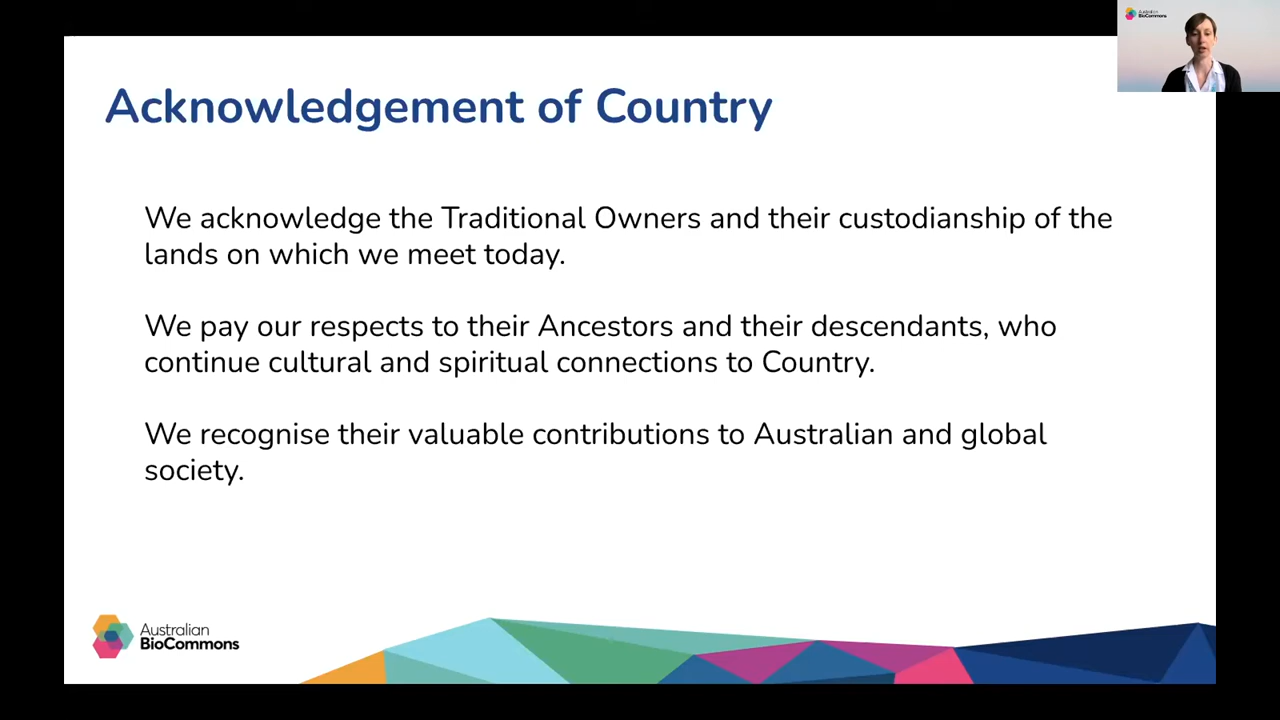 Australian
BioCommons
Acknowledgement of Country
We acknowledge the Traditional Owners and their custodianship of the
lands on which we meet today.
We pay our respects to their Ancestors and their descendants, who
continue cultural and spiritual connections to Country.
We recognise their valuable contributions to Australian and global
society.
Australian
BioCommons